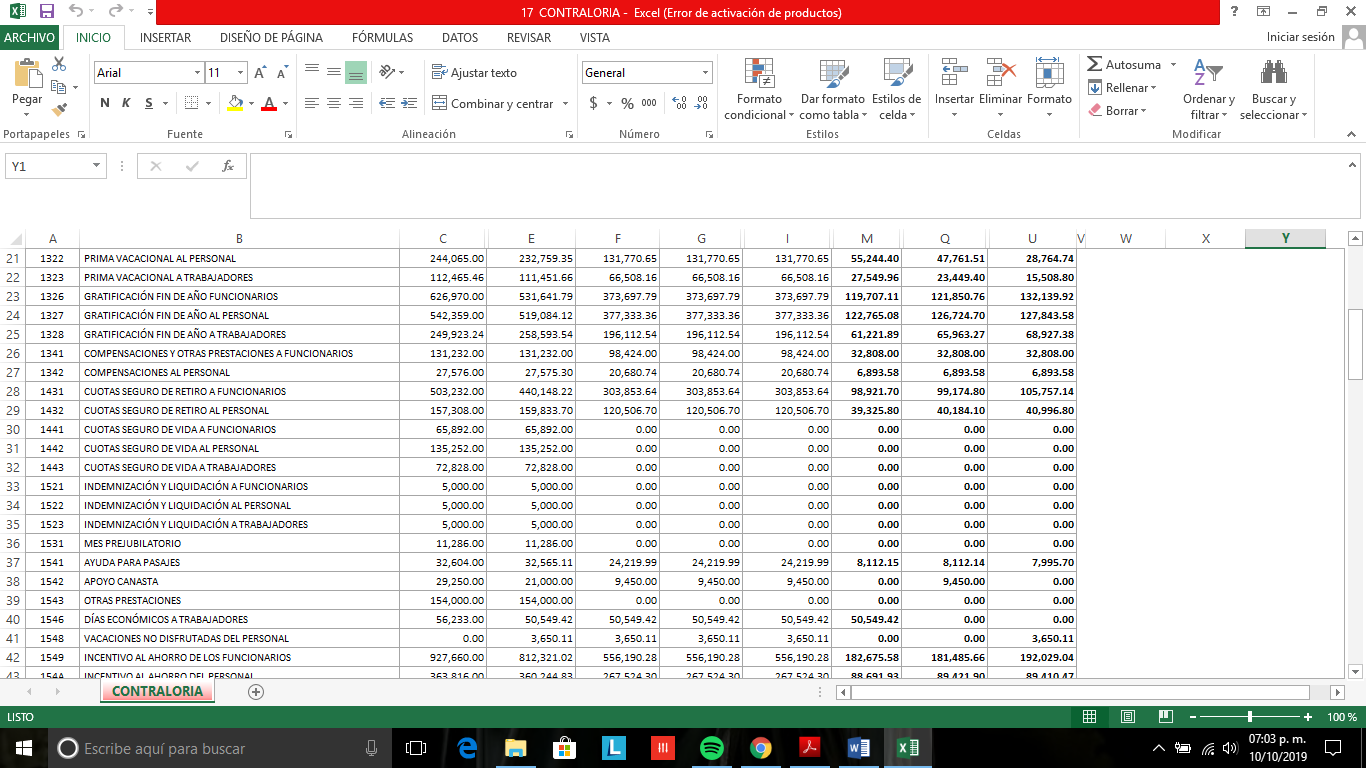 17 CONTRALORIA - Excel (Error de activación de productos)
ARCHIVO INICIO INSERTAR DISEÑO DE PÁGINA FÓRMULAS DATOS REVISAR VISTA Iniciar sesión
Pegar
Portapapeles
Arial 11
N K S
Fuente
Ajustar texto
Combinar y centrar
Alineación
General
$ % 000
Número
Formato condicional
Dar formato como tabla
Estilos de celda
Estilos
Insertar Eliminar Formato
Celdas
Autosuma
Rellenar
Borrar
Ordenar y filtrar
Buscar y seleccionar
Modificar
Y1 fx
A B C E F G I M Q U V W X Y
21 1322 PRIMA VACACIONAL AL PERSONAL 244,065.00 232,759.35 131,770.65 131,770.65 131,770.65 55,244.40 47,761.51 28,764.74
22 1323 PRIMA VACACIONAL A TRABAJADORES 112,465.46 111,451.66 66,508.16 66,508.16 66,508.16 27,549.96 23,449.40 15,508.80
23 1326 GRATIFICACIÓN FIN DE AÑO FUNCIONARIOS 626,970.00 531,641.79 373,697.79 373,697.79 373,697.79 119,707.11 121,850.76 132,139.92
24 1327 GRATIFICACIÓN FIN DE AÑO AL PERSONAL 542,359.00 519,084.12 377,333.36 377,333.36 377,333.36 122,765.08 126,724.70 127,843.58
25 1328 GRATIFICACIÓN FIN DE AÑO A TRABAJADORES 249,923.24 258,593.54 196,112.54 196,112.54 196,112.54 61,221.89 65,963.27 68,927.38
26 1341 COMPENSACIONES Y OTRAS PRESTACIONES A FUNCIONARIOS 131,232.00 131,232.00 98,424.00 98,424.00 98,424.00 32,808.00 32,808.00 32,808.00
27 1342 COMPENSACIONES AL PERSONAL 27,576.00 27,575.30 20,680.74 20,680.74 20,680.74 6,893.58 6,893.58 6,893.58
28 1431 CUOTAS SEGURO DE RETIRO A FUNCIONARIOS 503,232.00 440,148.22 303,853.64 303,853.64 303,853.64 98,921.70 99,174.80 105,757.14
29 1432 CUOTAS SEGURO DE RETIRO AL PERSONAL 157,308.00 159,833.70 120,506.70 120,506.70 120,506.70 39,325.80 40,184.10 40,996.80
30 1441 CUOTAS SEGURO DE VIDA A FUNCIONARIOS 65,892.00 65,892.00 0.00 0.00 0.00 0.00 0.00 0.00
31 1442 CUOTAS SEGURO DE VIDA AL PERSONAL 135,252.00 135,252.00 0.00 0.00 0.00 0.00 0.00 0.00
32 1443 CUOTAS SEGURO DE VIDA A TRABAJADORES 72,828.00 72,828.00 0.00 0.00 0.00 0.00 0.00 0.00
33 1521 INDEMNIZACIÓN Y LIQUIDACIÓN A FUNCIONARIOS 5,000.00 5,000.00 0.00 0.00 0.00 0.00 0.00 0.00
34 1522 INDEMNIZACIÓN Y LIQUIDACIÓN AL PERSONAL 5,000.00 5,000.00 0.00 0.00 0.00 0.00 0.00 0.00
35 1523 INDEMNIZACIÓN Y LIQUIDACIÓN A TRABAJADORES 5,000.00 5,000.00 0.00 0.00 0.00 0.00 0.00 0.00
36 1531 MES PREJUBILATORIO 11,286.00 11,286.00 0.00 0.00 0.00 0.00 0.00 0.00
37 1541 AYUDA PARA PASAJES 32,604.00 32,565.11 24,219.99 24,219.99 24,219.99 8,112.15 8,112.14 7,995.70
38 1542 APOYO CANASTA 29,250.00 21,000.00 9,450.00 9,450.00 9,450.00 0.00 9,450.00 0.00
39 1543 OTRAS PRESTACIONES 154,000.00 154,000.00 0.00 0.00 0.00 0.00 0.00 0.00
40 1546 DÍAS ECONÓMICOS A TRABAJADORES 56,233.00 50,549.42 50,549.42 50,549.42 50,549.42 50,549.42 0.00 0.00
41 1548 VACACIONES NO DISFRUTADAS DEL PERSONAL 0.00 3,650.11 3,650.11 3,650.11 3,650.11 0.00 0.00 3,650.11
42 1549 INCENTIVO AL AHORRO DE LOS FUNCIONARIOS 927,660.00 812,321.02 556,190.28 556,190.28 556,190.28 182,675.58 181,485.66 192,029.04
43 154A INCENTIVO AL AHORRO DEL PERSONAL 363,816.00 360,244.83 267,524.30 267,524.30 267,524.30 88,691.93 89,421.90 89,410.47
CONTRALORIA
LISTO 100 %
Escribe aquí para buscar
07:03 p. m.
10/10/2019